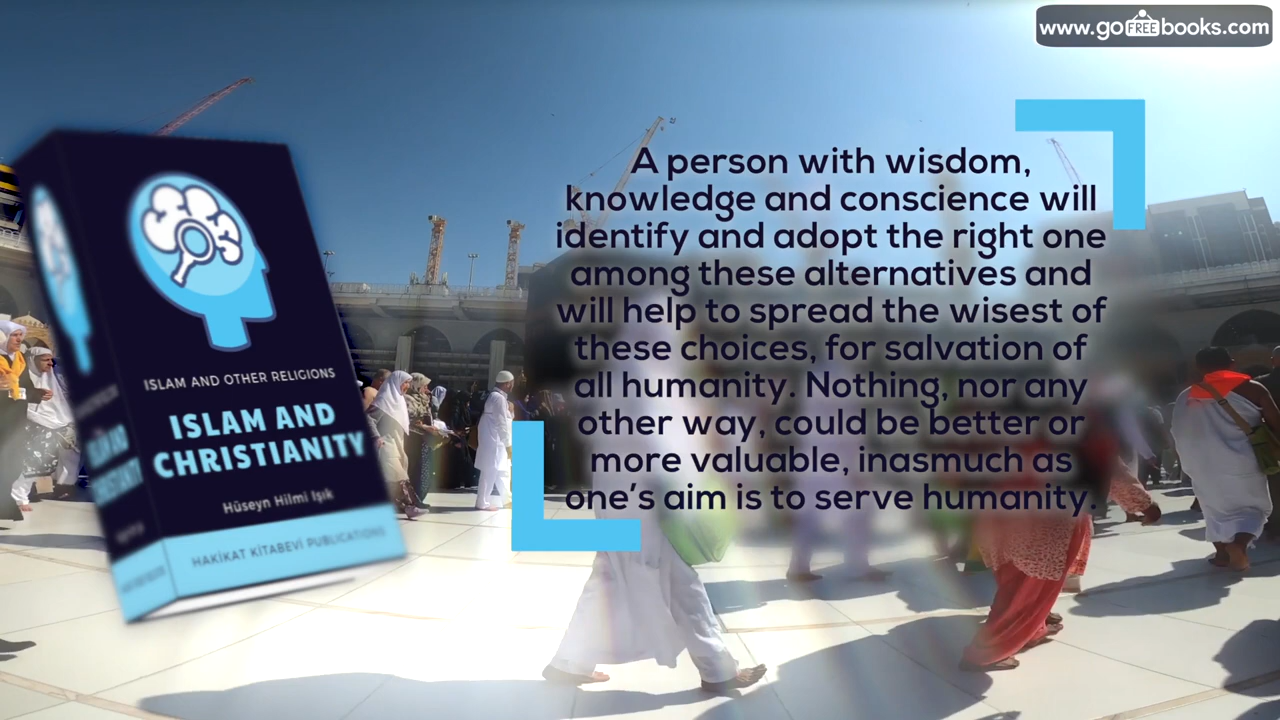 www.goFREEbooks.com
A person with wisdom,
knowledge and conscience will
identify and adopt the right one
among these alternatives and
will help to spread the wisest of
these choices, for salvation of
all humanity. Nothing, nor any
other way, could be better or
more valuable, inasmuch as
one's aim is to serve humanity.
ISLAM AND OTHER RELIGIONS
ISLAM AND
CHRISTIANITY
Hüseyn Hilmi Işık
HAKİKAT KİTABEVİ PUBLICATIONS
ISLAM AND
CHRISTIANITY